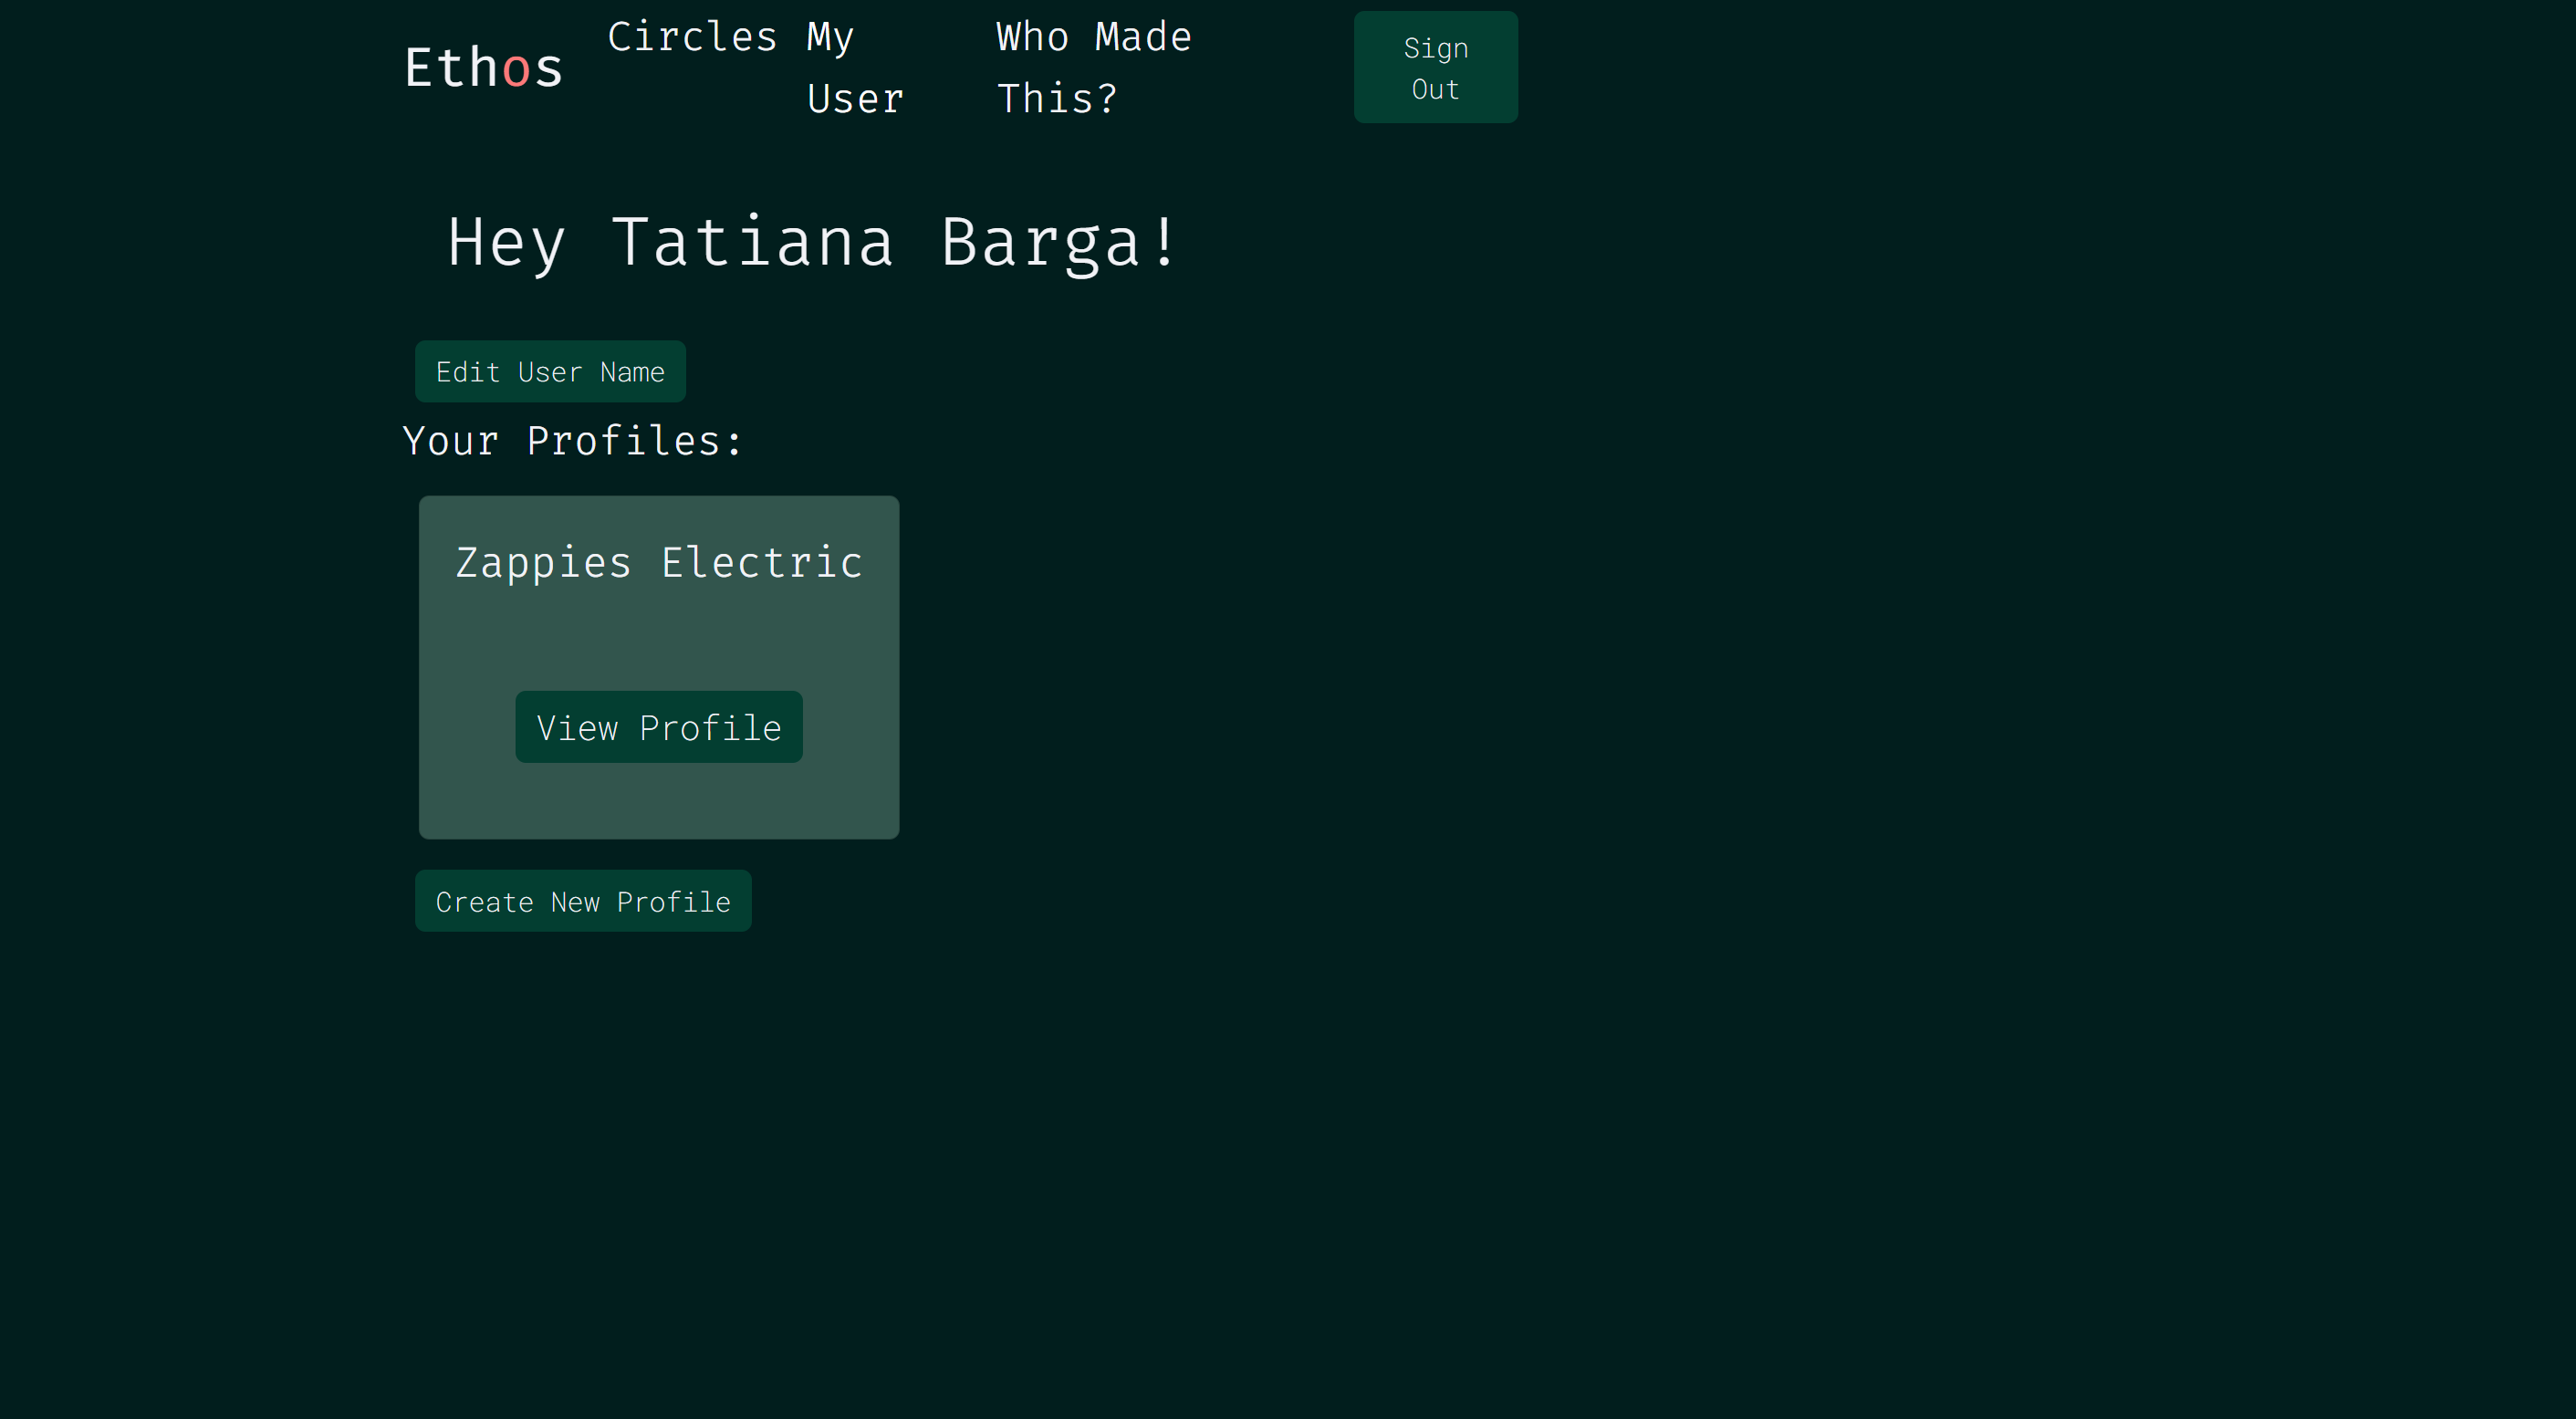 Ethos
Circles
My
User
Who Made
This?
Sign
Out
Hey Tatiana Barga!
Edit User Name
Your Profiles:
Zappies Electric
View Profile
Create New Profile